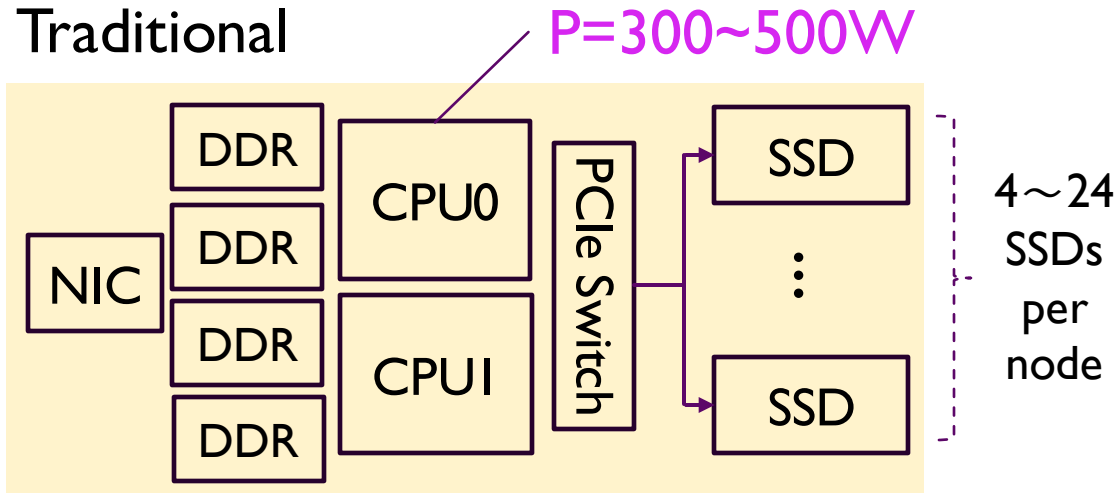 Traditional
P=300~500W
NIC
DDR
DDR
DDR
DDR
CPU0
CPU1
PCIe Switch
SSD
...
SSD
4～24
SSDs
per
node